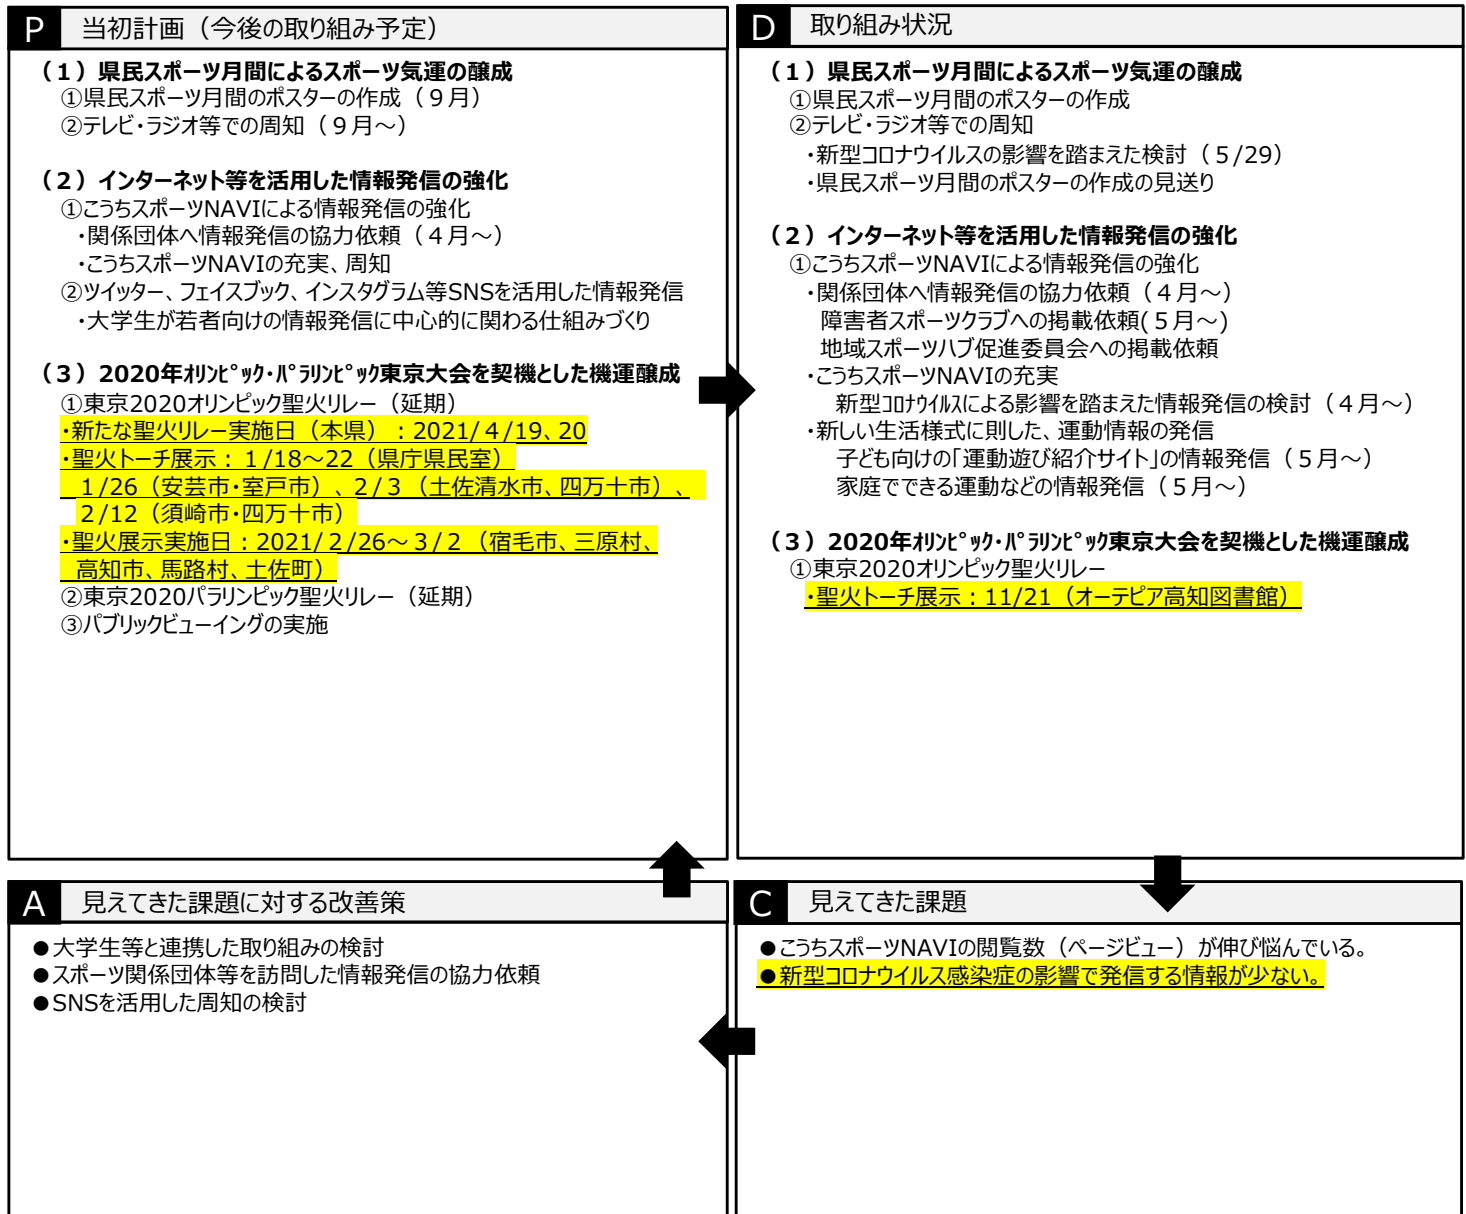 P 当初計画（今後の取り組み予定）
（１）県民スポーツ月間によるスポーツ気運の醸成
①県民スポーツ月間のポスターの作成（９月）
②テレビ・ラジオ等での周知（９月～）
（２）インターネット等を活用した情報発信の強化
①こうちスポーツNAVIによる情報発信の強化
・関係団体へ情報発信の協力依頼（４月～）
・こうちスポーツNAVIの充実、周知
②ツイッター、フェイスブック、インスタグラム等SNSを活用した情報発信
・大学生が若者向けの情報発信に中心的に関わる仕組みづくり
（３）2020年ｵﾘﾝﾋﾟｯｸ・ﾊﾟﾗﾘﾝﾋﾟｯｸ東京大会を契機とした機運醸成
①東京2020オリンピック聖火リレー（延期）
・新たな聖火リレー実施日（本県）：2021/４/19、20
・聖火トーチ展示：１/18～22（県庁県民室）
１/26（安芸市・室戸市）、２/３（土佐清水市、四万十市）、
２/12（須崎市・四万十市）
・聖火展示実施日：2021/２/26～３/２（宿毛市、三原村、
高知市、馬路村、土佐町）
②東京2020パラリンピック聖火リレー（延期）
③パブリックビューイングの実施
D 取り組み状況
（１）県民スポーツ月間によるスポーツ気運の醸成
①県民スポーツ月間のポスターの作成
②テレビ・ラジオ等での周知
・新型コロナウイルスの影響を踏まえた検討（５/29）
・県民スポーツ月間のポスターの作成の見送り
（２）インターネット等を活用した情報発信の強化
①こうちスポーツNAVIによる情報発信の強化
・関係団体へ情報発信の協力依頼（４月～）
障害者スポーツクラブへの掲載依頼(５月～)
地域スポーツハブ促進委員会への掲載依頼
・こうちスポーツNAVIの充実
新型ｺﾛﾅｳｲﾙｽによる影響を踏まえた情報発信の検討（４月～）
・新しい生活様式に則した、運動情報の発信
子ども向けの「運動遊び紹介サイト」の情報発信（５月～）
家庭でできる運動などの情報発信（５月～）
（３）2020年ｵﾘﾝﾋﾟｯｸ・ﾊﾟﾗﾘﾝﾋﾟｯｸ東京大会を契機とした機運醸成
①東京2020オリンピック聖火リレー
・聖火トーチ展示：11/21（オーテピア高知図書館）
A 見えてきた課題に対する改善策
●大学生等と連携した取り組みの検討
●スポーツ関係団体等を訪問した情報発信の協力依頼
●SNSを活用した周知の検討
C 見えてきた課題
●こうちスポーツNAVIの閲覧数（ページビュー）が伸び悩んでいる。
●新型コロナウイルス感染症の影響で発信する情報が少ない。